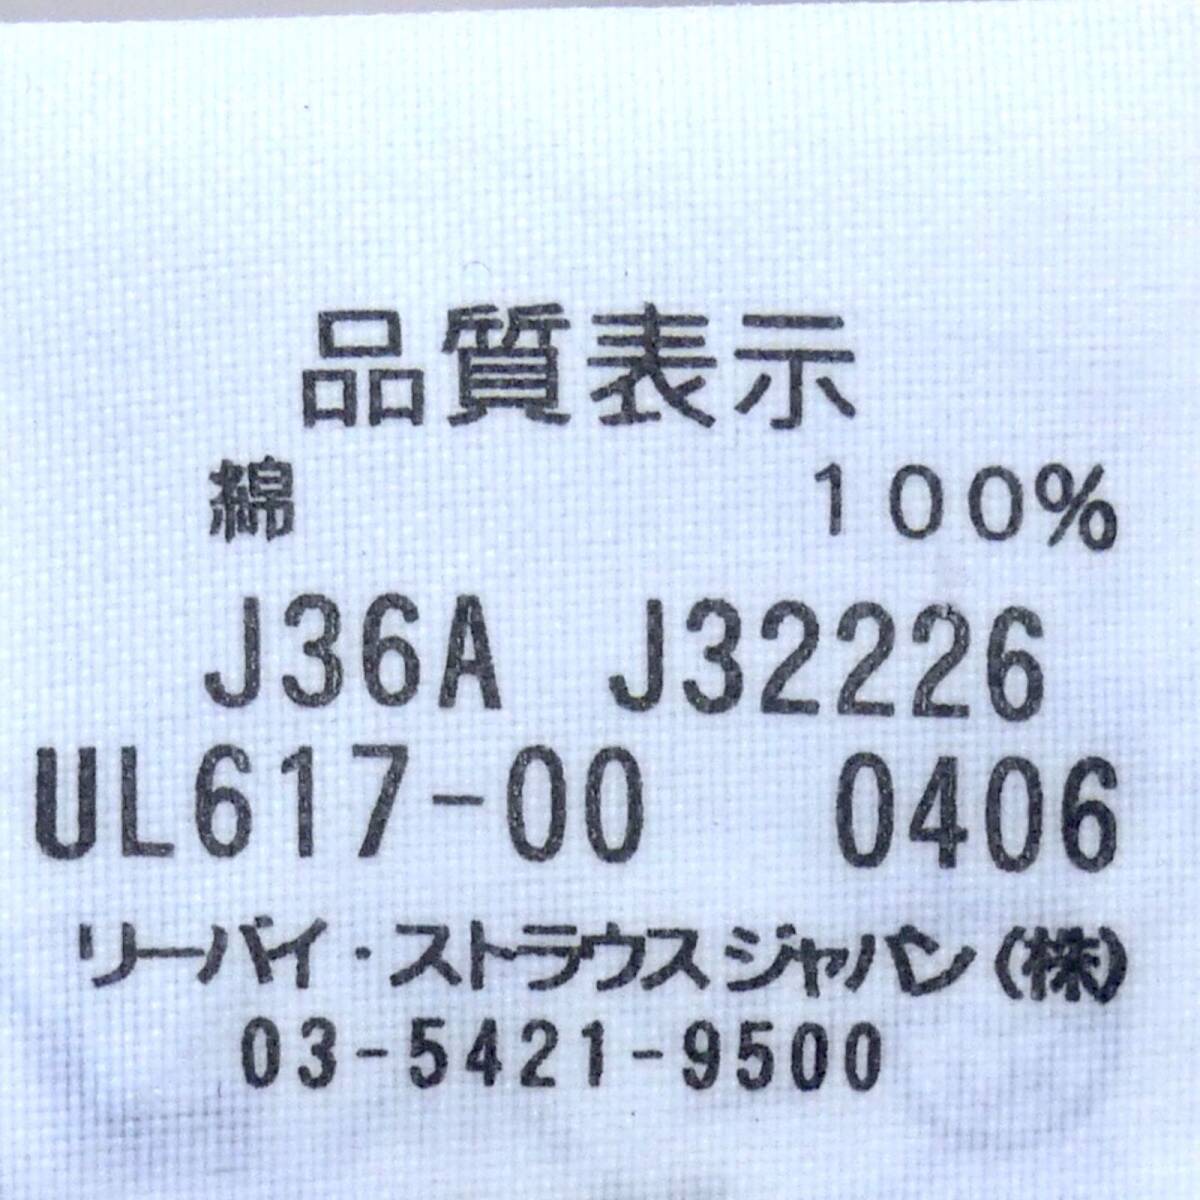 品質表示
綿 100%
J36A J32226
UL617-00 0406
リーバイ・ストラウスジャパン(株)
03-5421-9500